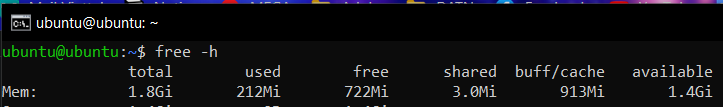 ubuntu@ubuntu: ~
ubuntu@ubuntu:~$ free -h
total used free shared buff/cache available
Mem: 1.8Gi 212Mi 722Mi 3.0Mi 913Mi 1.4Gi